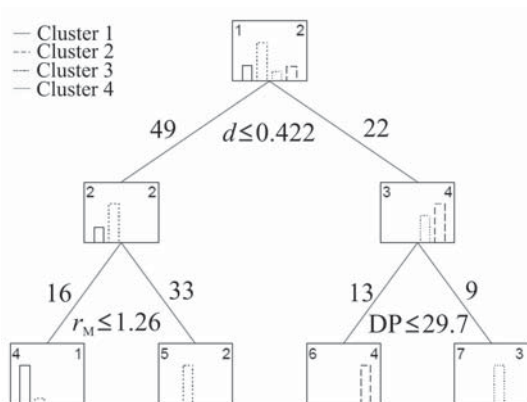 Cluster 1
Cluster 2
Cluster 3
Cluster 4
1 2
49 d≤0.422 22
2 2
3 4
16 r_M≤1.26 33
13 DP≤29.7 9
4 1
5 2
6 4
7 3